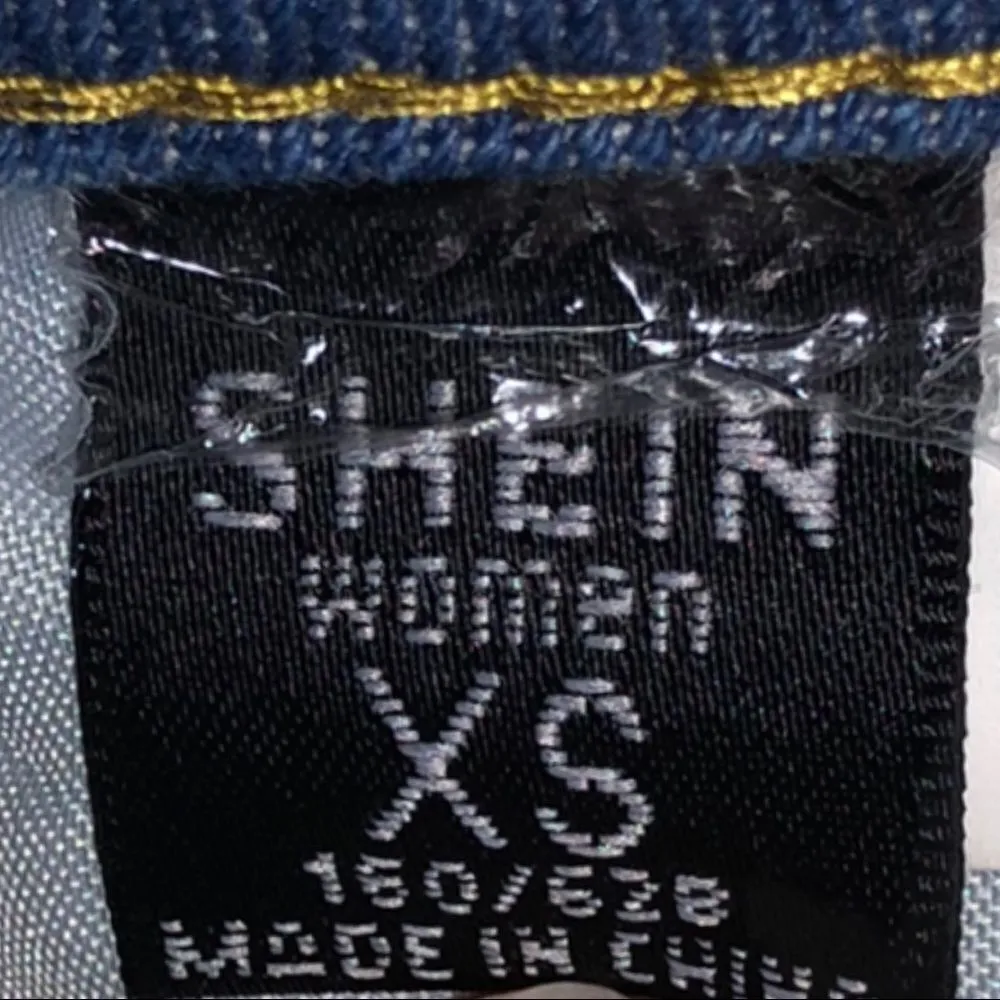 SHEIN
women
XS
160/62B
MADE IN CHINA